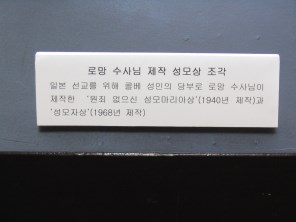 로망 수사님 제작 성모상 조각
일본 선교를 위해 콜베 성인의 당부로 로망 수사님이
제작한 '원죄 없으신 성모마리아상'(1940년 제작)과
'성모자상'(1968년 제작)